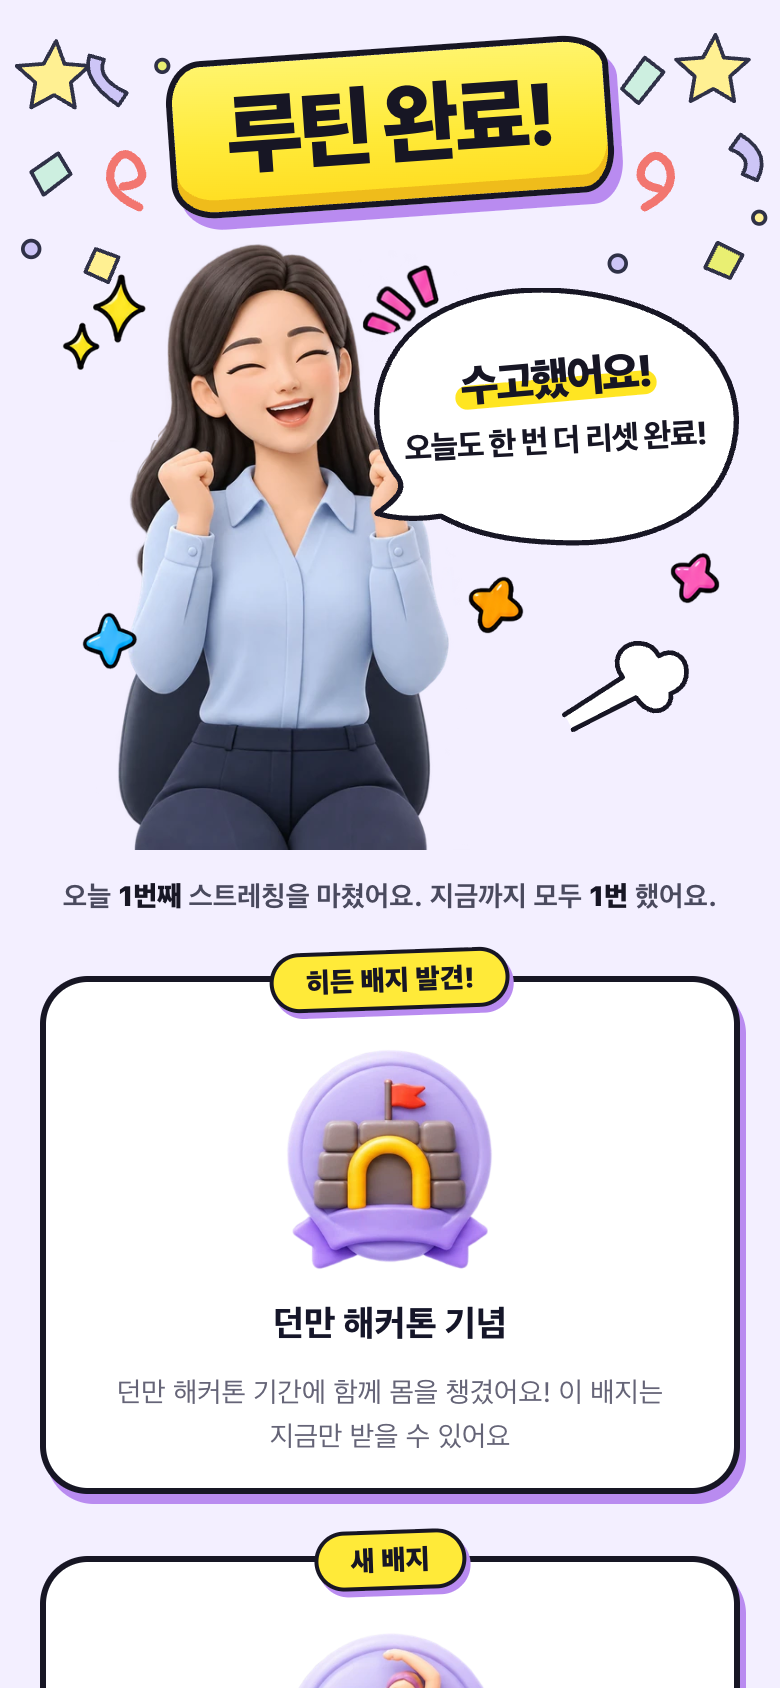 루틴 완료!
수고했어요!
오늘도 한 번 더 리셋 완료!
오늘 1번째 스트레칭을 마쳤어요. 지금까지 모두 1번 했어요.
히든 배지 발견!
던만 해커톤 기념
던만 해커톤 기간에 함께 몸을 챙겼어요! 이 배지는
지금만 받을 수 있어요
새 배지